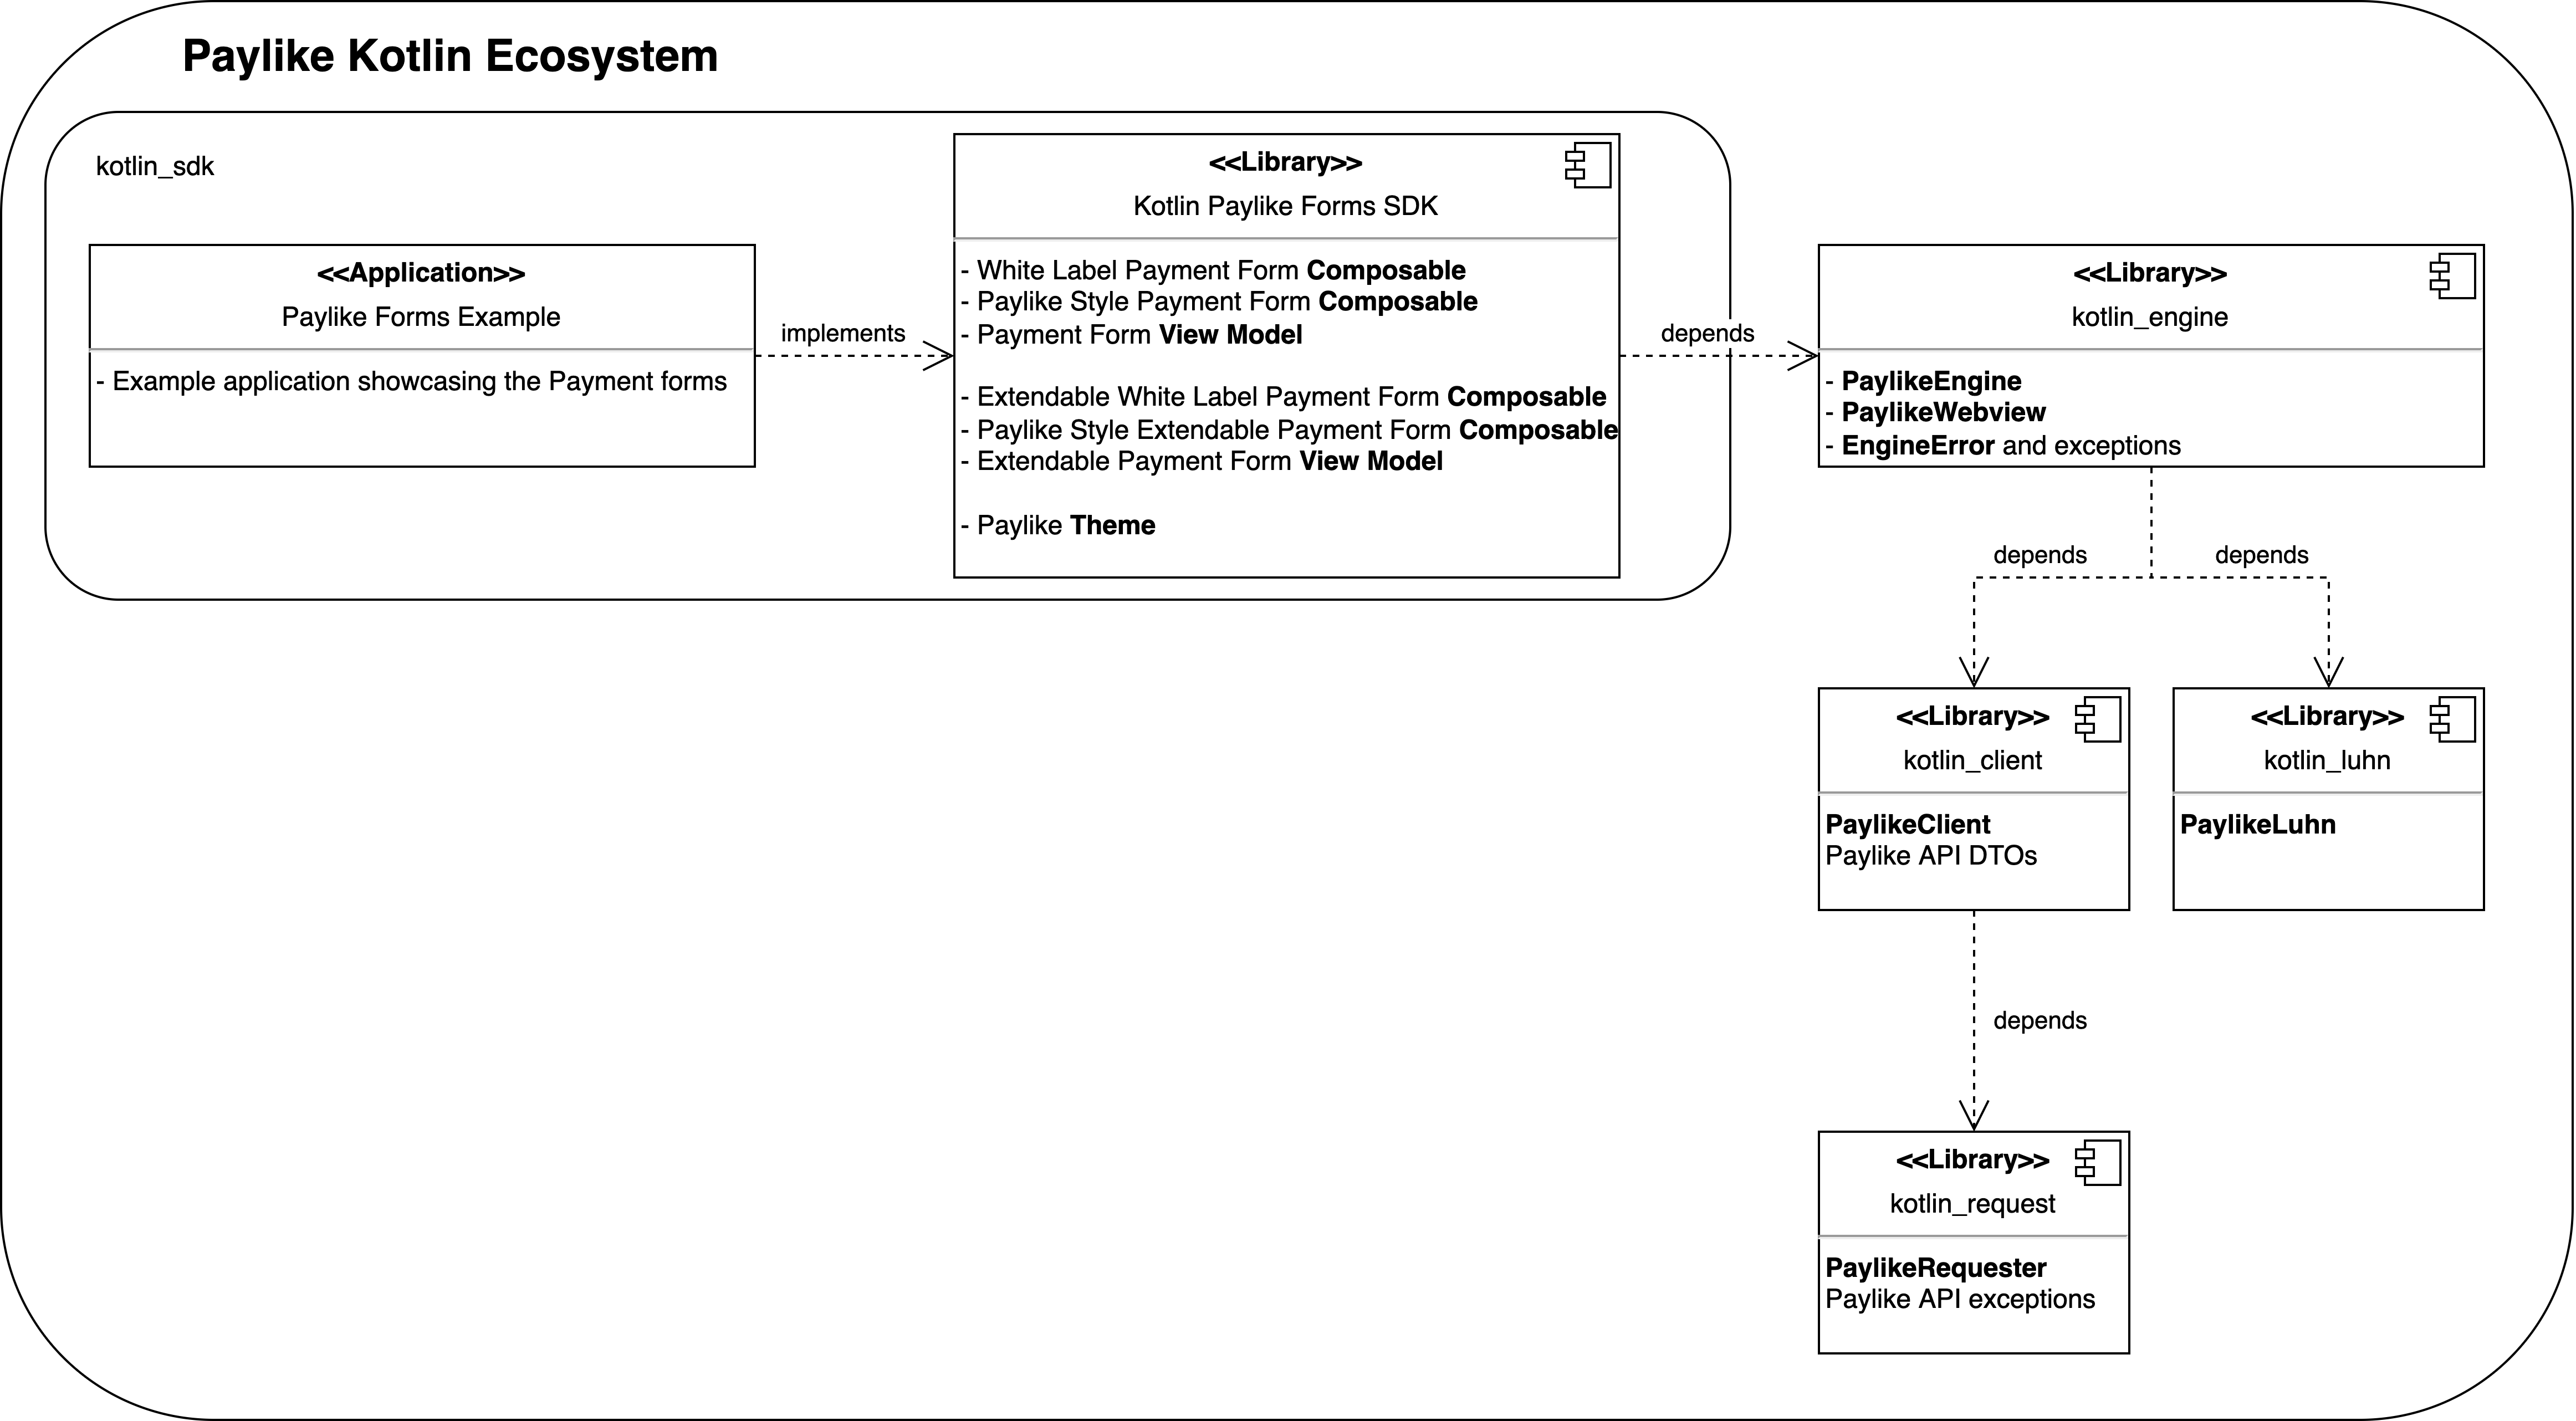 Paylike Kotlin Ecosystem
kotlin_sdk
<<Application>>
Paylike Forms Example
- Example application showcasing the Payment forms
implements
<<Library>>
Kotlin Paylike Forms SDK
- White Label Payment Form Composable
- Paylike Style Payment Form Composable
- Payment Form View Model
- Extendable White Label Payment Form Composable
- Paylike Style Extendable Payment Form Composable
- Extendable Payment Form View Model
- Paylike Theme
depends
<<Library>>
kotlin_engine
- PaylikeEngine
- PaylikeWebview
- EngineError and exceptions
depends
depends
<<Library>>
kotlin_client
PaylikeClient
Paylike API DTOs
<<Library>>
kotlin_luhn
PaylikeLuhn
depends
<<Library>>
kotlin_request
PaylikeRequester
Paylike API exceptions